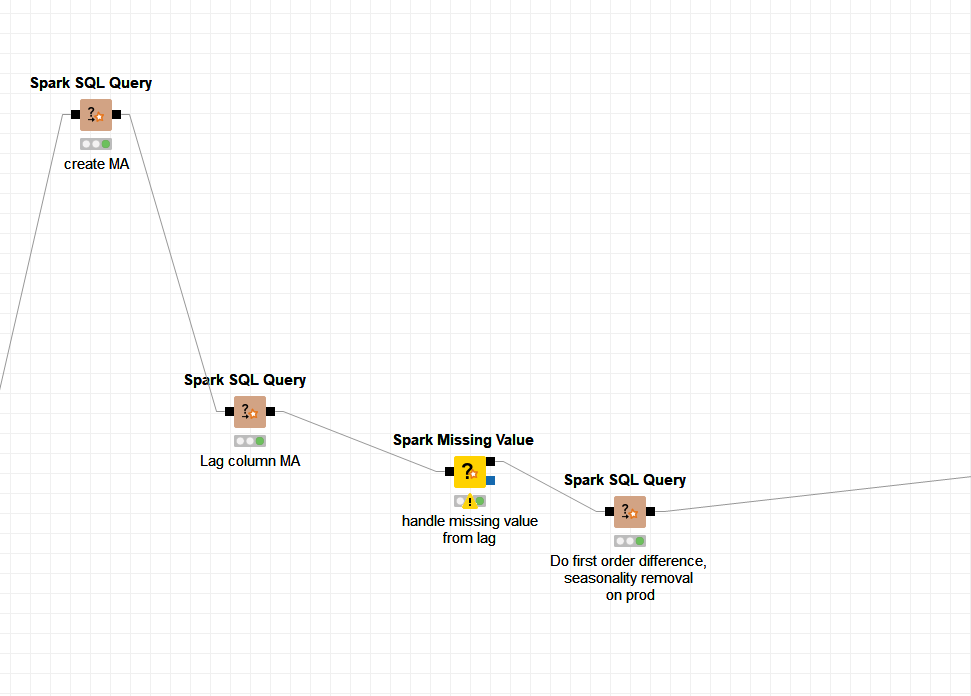 Spark SQL Query
create MA
Spark SQL Query
Lag column MA
Spark Missing Value
handle missing value
from lag
Spark SQL Query
Do first order difference,
seasonality removal
on prod